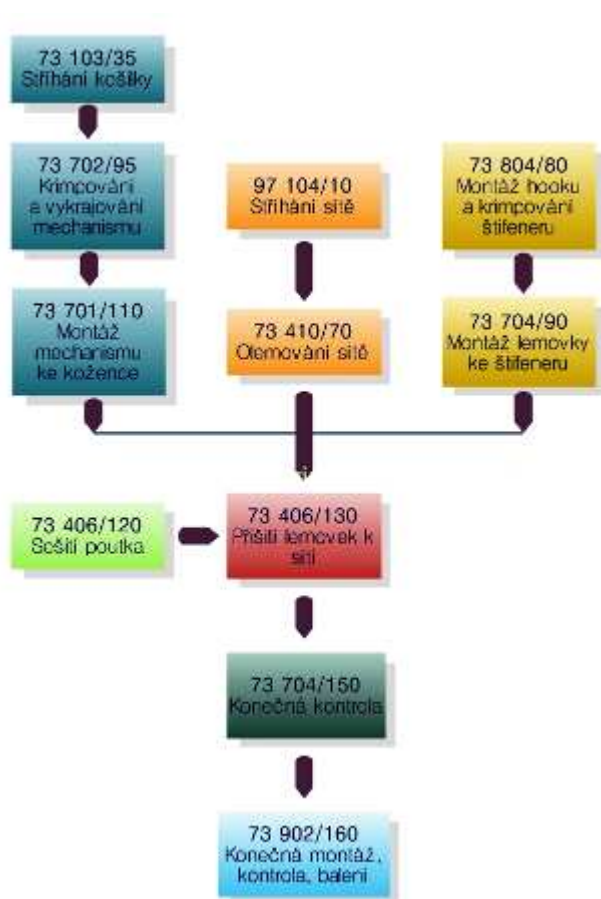 73 103/35
Stříhání košilky
73 702/95
Krimpování
a vykrajování
mechanismu
97 104/10
Stříhání sítě
73 804/80
Montáž hooku
a krimpování
štifeneru
73 701/110
Montáž
mechanismu
ke kožence
73 410/70
Olemování sítě
73 704/90
Montáž lemovky
ke štifeneru
73 406/120
Sešití poutka
73 406/130
Přišití lemovek k
síti
73 704/150
Konečná kontrola
73 902/160
Konečná montáž,
kontrola, balení